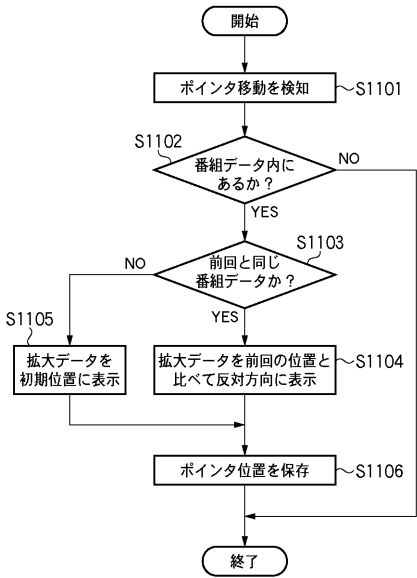 開始
ポインタ移動を検知
S1101
S1102
番組データ内に
あるか？
NO
YES
S1103
前回と同じ
番組データか？
NO
YES
S1105
拡大データを
初期位置に表示
拡大データを前回の位置と
比べて反対方向に表示
S1104
ポインタ位置を保存
S1106
終了